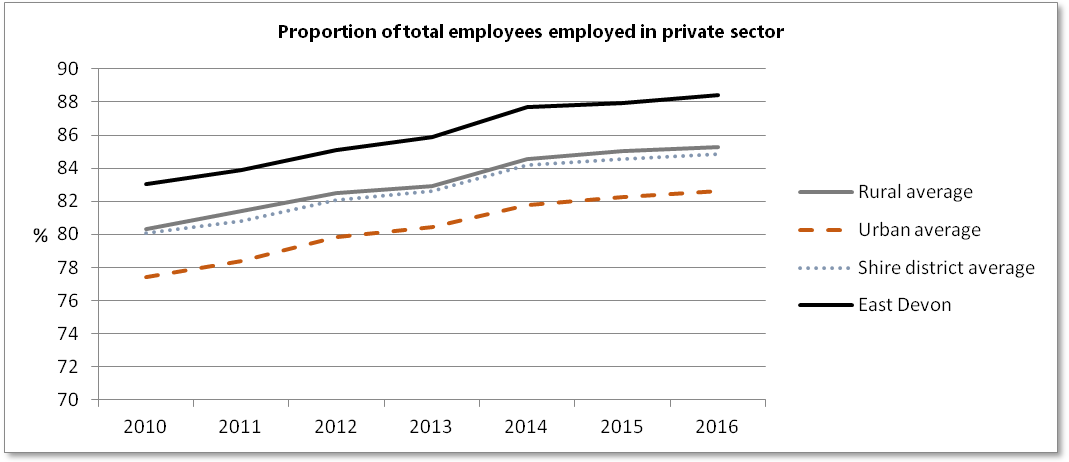 Proportion of total employees employed in private sector
90
88
86
84
82
80
78
76
74
72
70
%
2010 2011 2012 2013 2014 2015 2016
Rural average
Urban average
Shire district average
East Devon